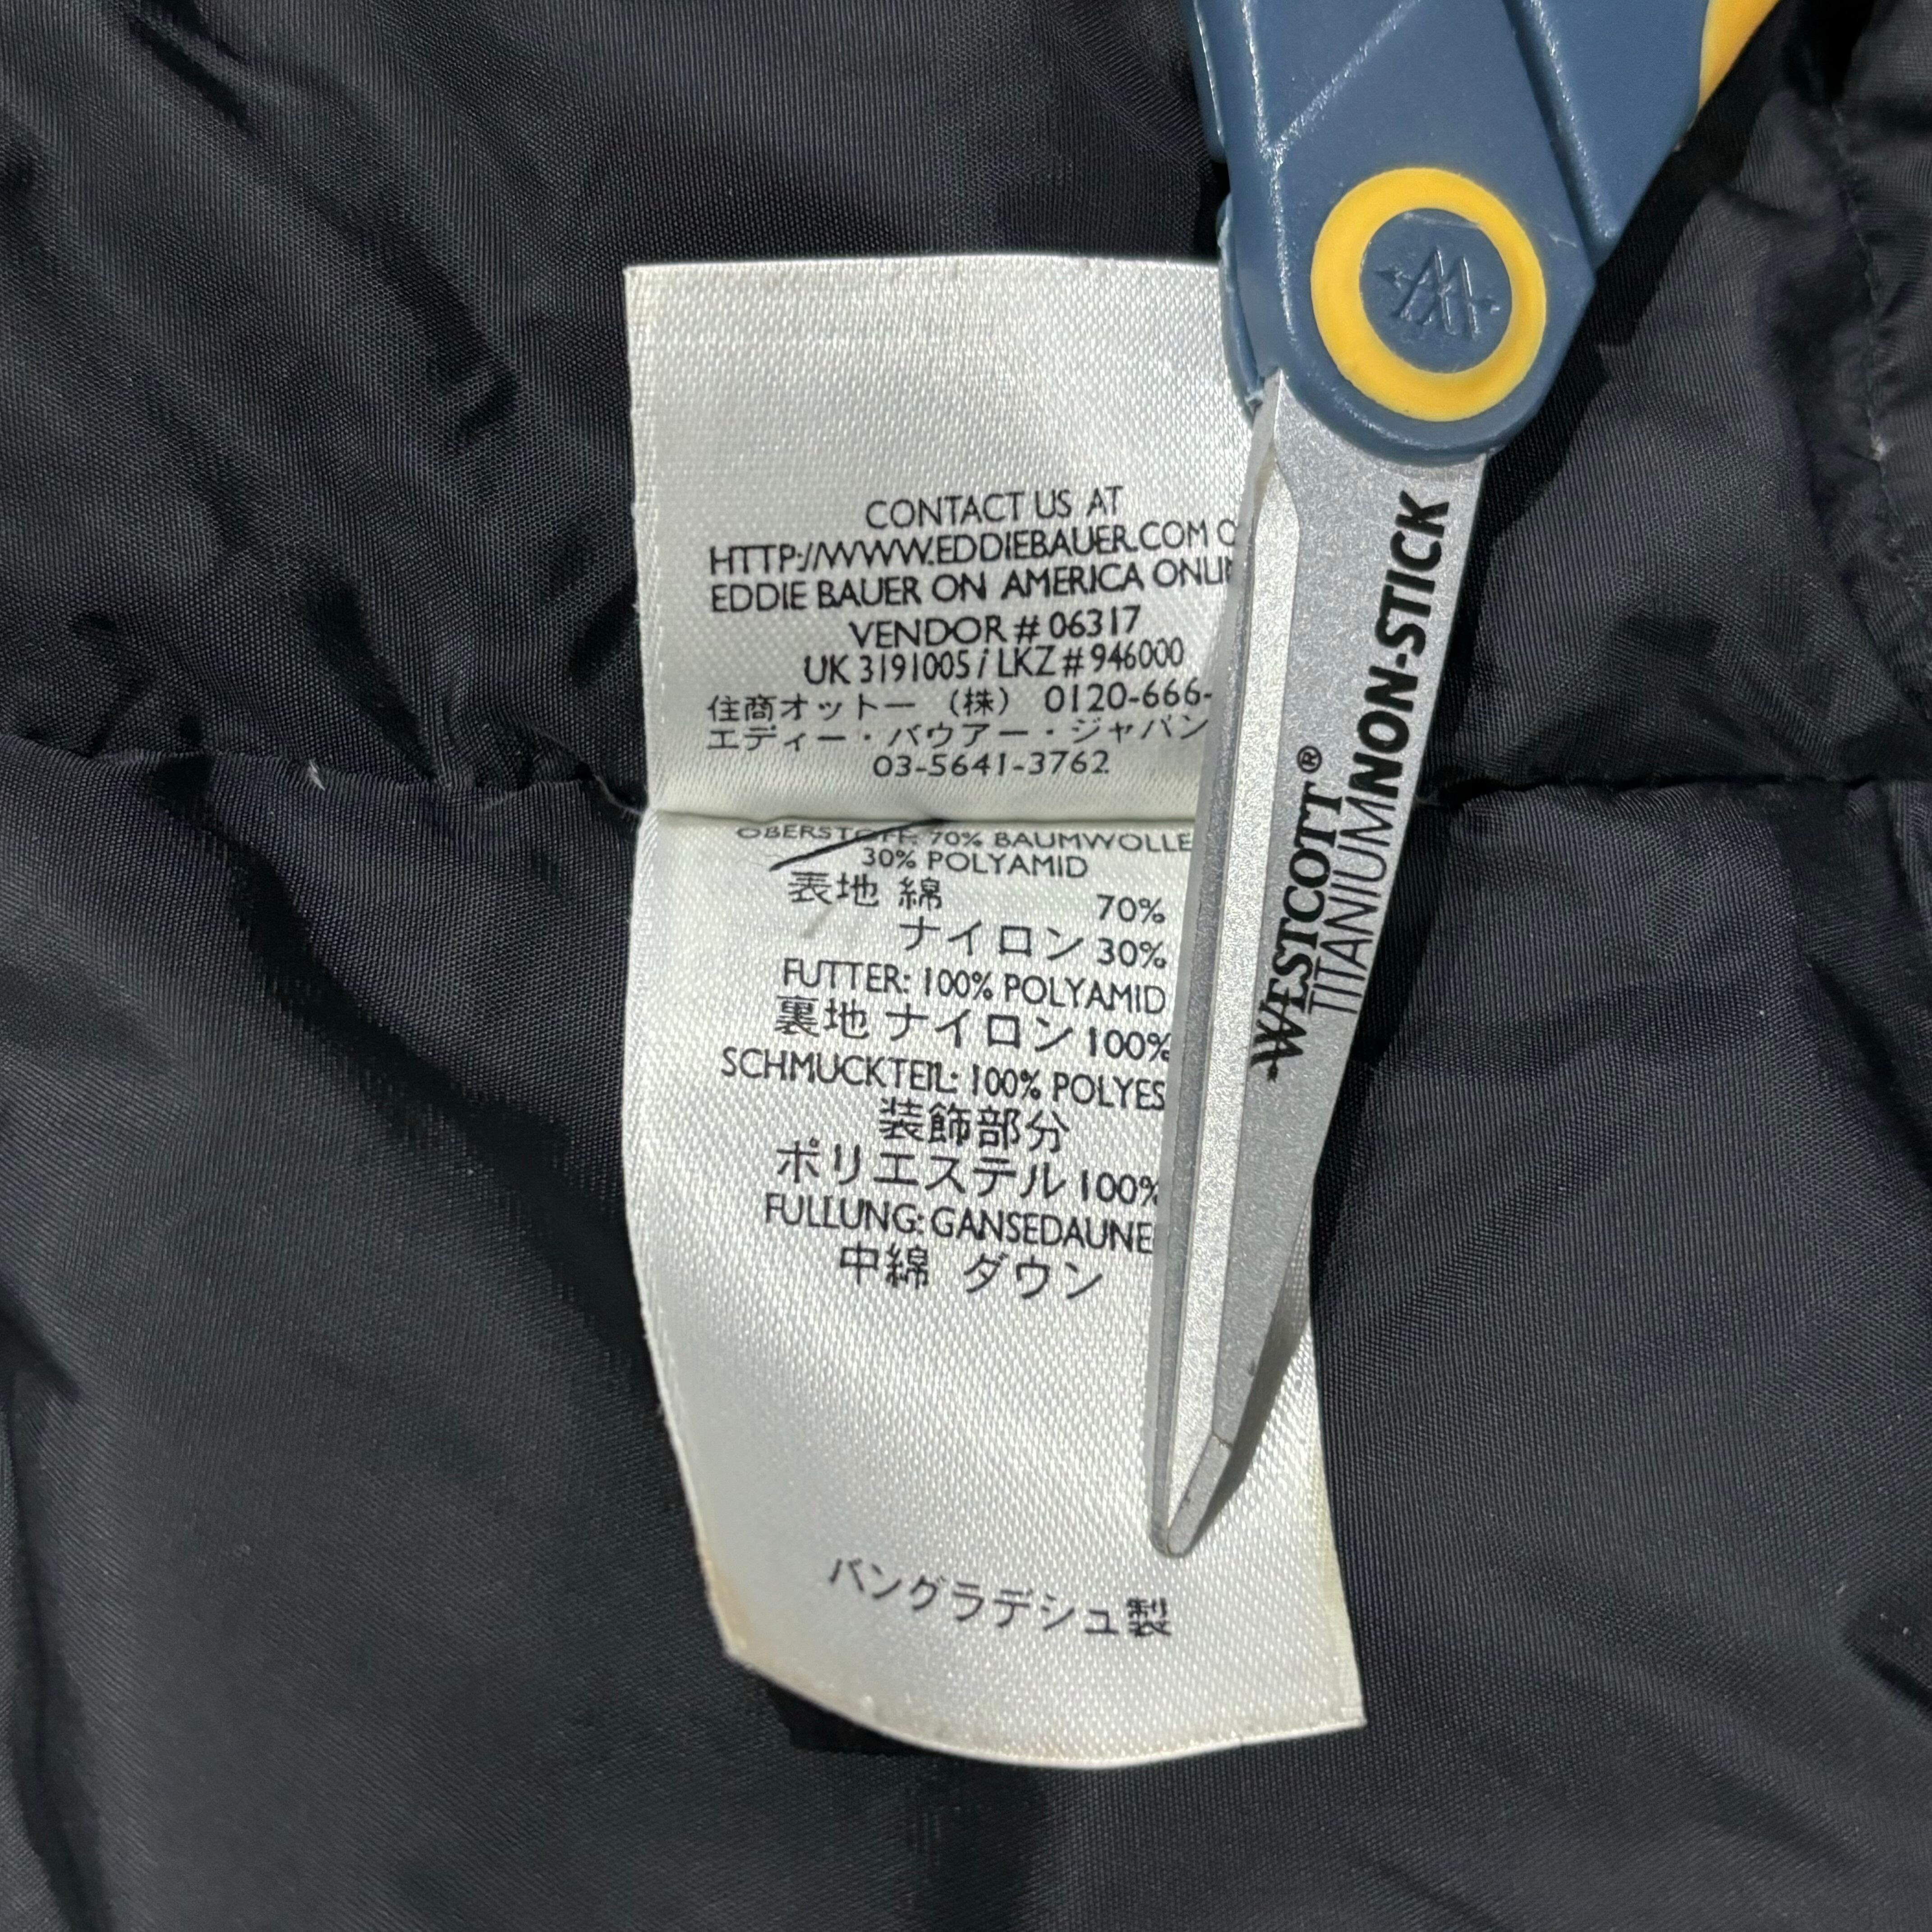 CONTACT US AT
HTTP://WWW.EDDIEBAUER.COM
EDDIE BAUER ON AMERICA
VENDOR # 06317
UK 3191005 / LKZ # 946000
住商オットー (株) 0120-666-
エディー・バウアー・ジャパン
03-5641-3762
OBERSTOFF: 70% BAUMWOLLE
30% POLYAMID
表地 綿 70%
ナイロン 30%
FUTTER: 100% POLYAMID
裏地 ナイロン 100%
SCHMUCKTEIL: 100% POLYES
装飾部分
ポリエステル 100%
FULLUNG: GANSEDAUNE
中綿 ダウン
バングラデシュ製
WESTCOTT®
TITANIUM NON-STICK